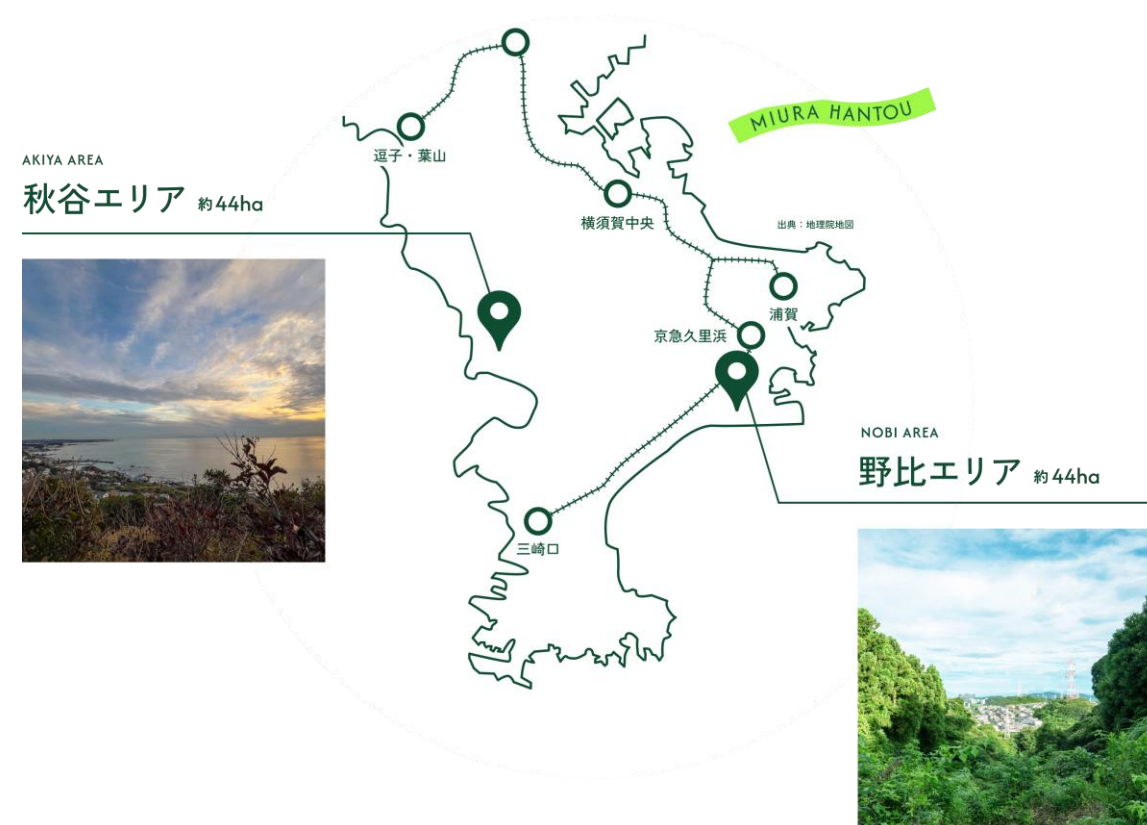 MIURA HANTOU
逗子・葉山
AKIYA AREA
秋谷エリア 約44ha
横須賀中央
出典：地理院地図
浦賀
京急久里浜
NOBI AREA
野比エリア 約44ha
三崎口